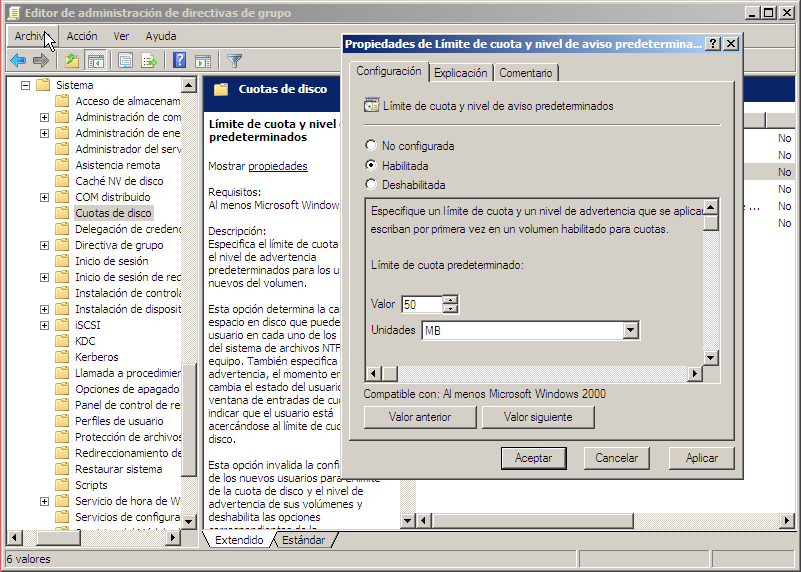 Editor de administración de directivas de grupo
Archivo Acción Ver Ayuda
Sistema
Acceso de almacenam
Administración de com
Administración de ene
Administrador del serv
Asistencia remota
Caché NV de disco
COM distribuido
Cuotas de disco
Delegación de credenc
Directiva de grupo
Inicio de sesión
Inicio de sesión de red
Instalación de controla
Instalación de disposit
iSCSI
KDC
Kerberos
Llamada a procedimien
Opciones de apagado
Panel de control de re
Perfiles de usuario
Protección de archivos
Redireccionamiento de
Restaurar sistema
Scripts
Servicio de hora de W
Servicios de configura
Cuotas de disco
Límite de cuota y nivel de
predeterminados
Mostrar propiedades
Requisitos:
Al menos Microsoft Window
Descripción:
Especifica el límite de cuota
el nivel de advertencia
predeterminados para los u
nuevos del volumen.
Esta opción determina la ca
espacio en disco que puede
usuario en cada uno de los
del sistema de archivos NTF
equipo. También especifica
advertencia, el momento en
cambia el estado del usuario
ventana de entradas de cuo
indicar que el usuario está
acercándose al límite de cuo
disco.
Esta opción invalida la confi
de los nuevos usuarios para el límite
de la cuota de disco y el nivel de
advertencia de sus volúmenes y
deshabilita las opciones
Extendido Estándar
6 valores
No
No
No
No
e ... No
No
Propiedades de Límite de cuota y nivel de aviso predetermina...
Configuración Explicación Comentario
Límite de cuota y nivel de aviso predeterminados
No configurada
Habilitada
Deshabilitada
Especifique un límite de cuota y un nivel de advertencia que se aplicar
escriban por primera vez en un volumen habilitado para cuotas.
Límite de cuota predeterminado:
Valor 50
Unidades MB
Compatible con: Al menos Microsoft Windows 2000
Valor anterior Valor siguiente
Aceptar Cancelar Aplicar